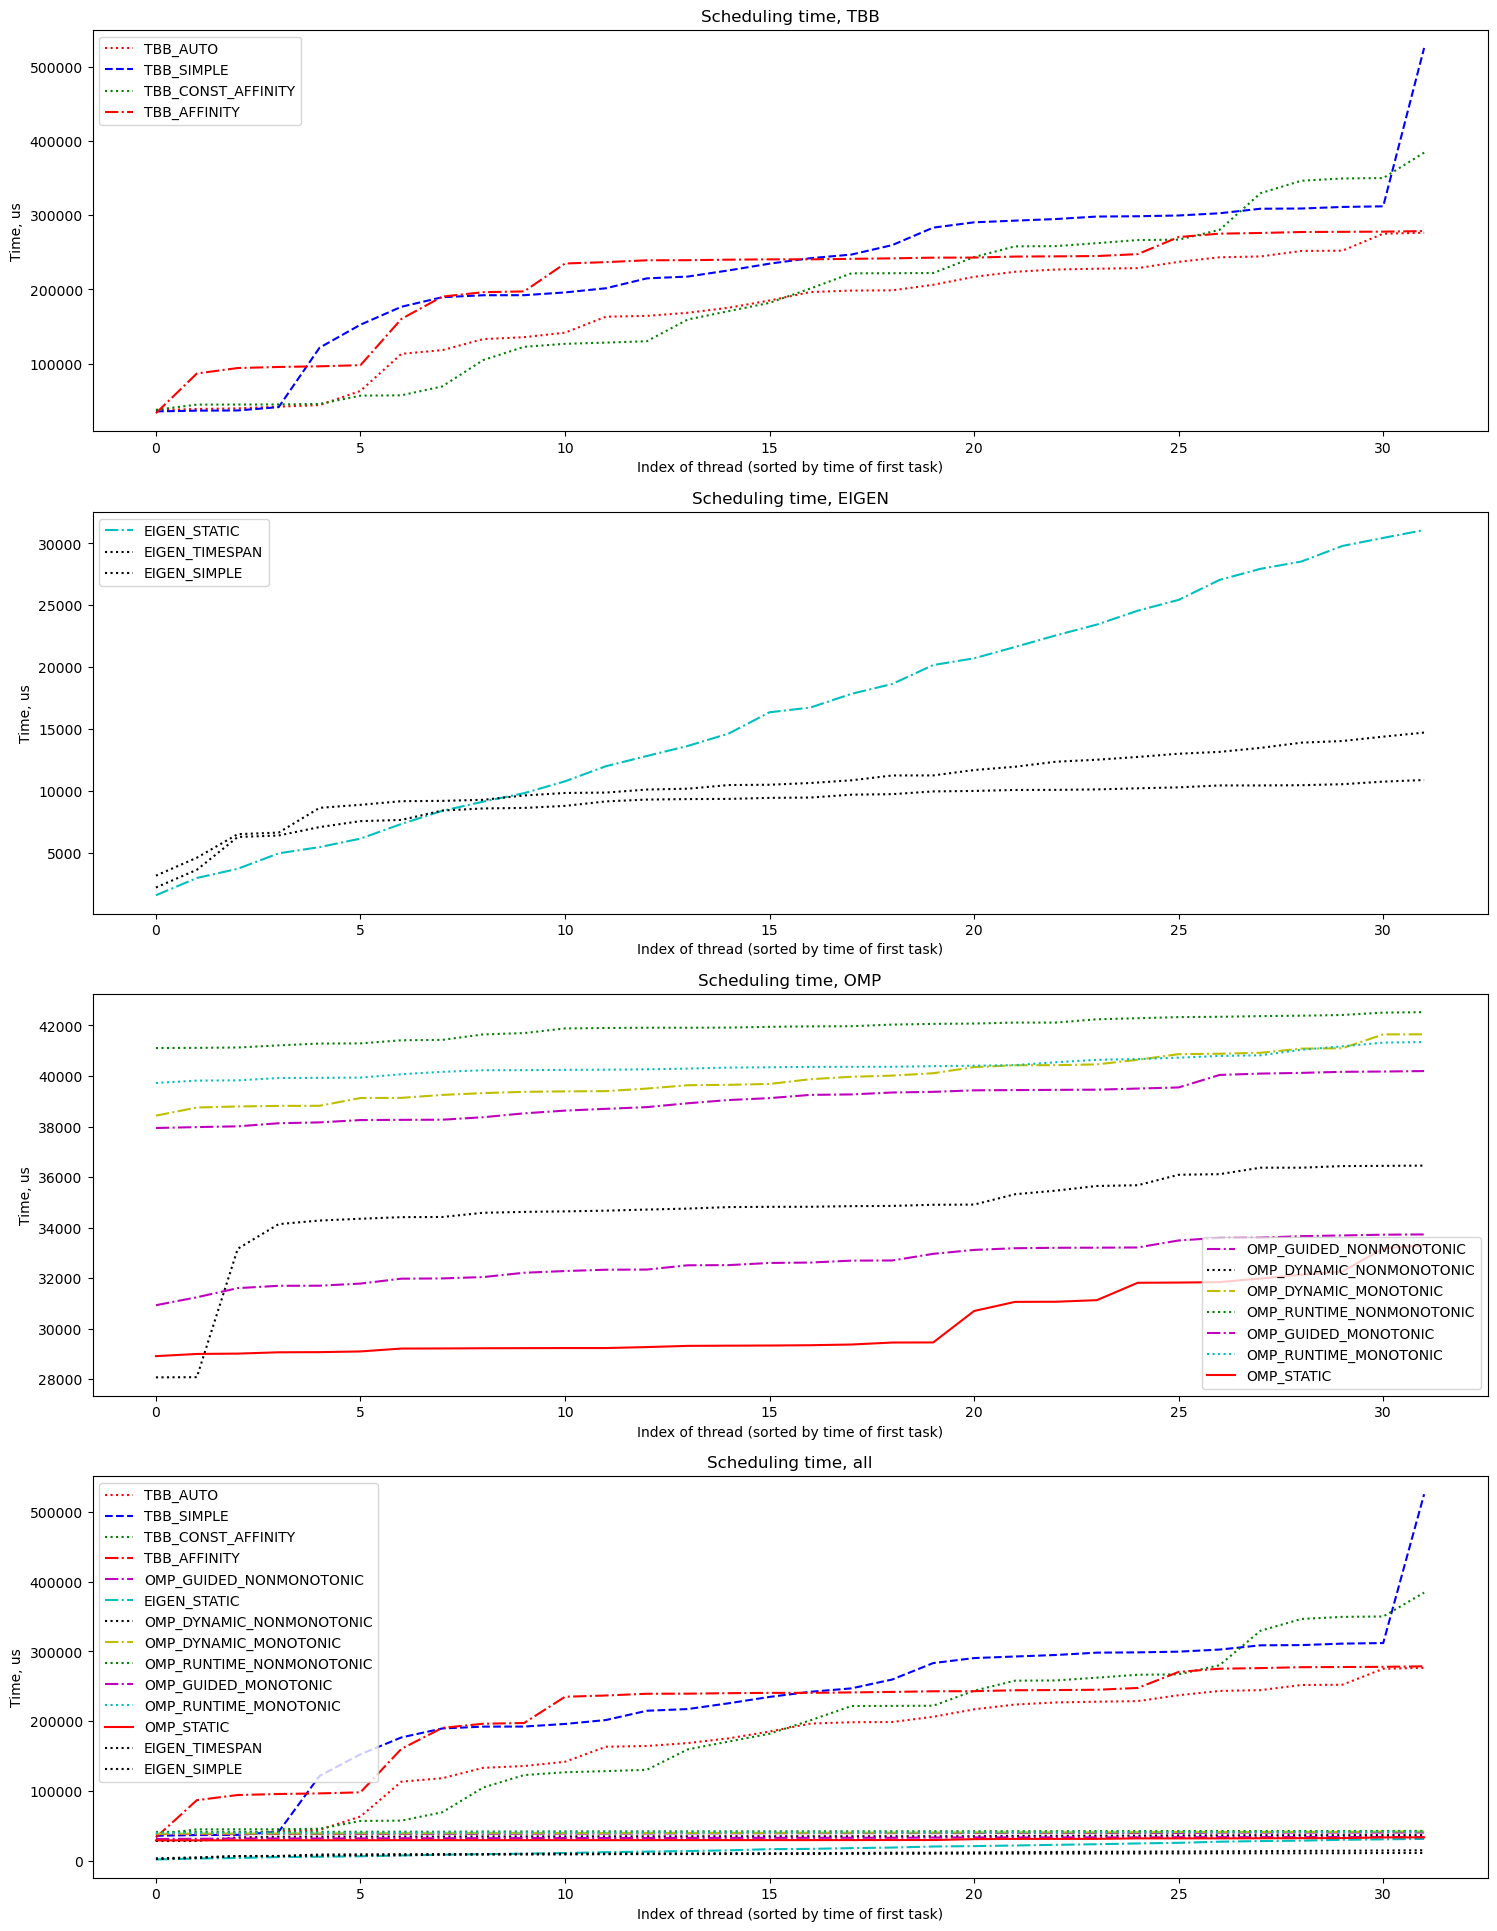 Scheduling time, TBB
TBB_AUTO
TBB_SIMPLE
TBB_CONST_AFFINITY
TBB_AFFINITY
500000
400000
300000
200000
100000
Time, us
0 5 10 15 20 25 30
Index of thread (sorted by time of first task)
Scheduling time, EIGEN
EIGEN_STATIC
EIGEN_TIMESPAN
EIGEN_SIMPLE
30000
25000
20000
15000
10000
5000
Time, us
0 5 10 15 20 25 30
Index of thread (sorted by time of first task)
Scheduling time, OMP
42000
40000
38000
36000
34000
32000
30000
28000
Time, us
OMP_GUIDED_NONMONOTONIC
OMP_DYNAMIC_NONMONOTONIC
OMP_DYNAMIC_MONOTONIC
OMP_RUNTIME_NONMONOTONIC
OMP_GUIDED_MONOTONIC
OMP_RUNTIME_MONOTONIC
OMP_STATIC
0 5 10 15 20 25 30
Index of thread (sorted by time of first task)
Scheduling time, all
TBB_AUTO
TBB_SIMPLE
TBB_CONST_AFFINITY
TBB_AFFINITY
OMP_GUIDED_NONMONOTONIC
EIGEN_STATIC
OMP_DYNAMIC_NONMONOTONIC
OMP_DYNAMIC_MONOTONIC
OMP_RUNTIME_NONMONOTONIC
OMP_GUIDED_MONOTONIC
OMP_RUNTIME_MONOTONIC
OMP_STATIC
EIGEN_TIMESPAN
EIGEN_SIMPLE
500000
400000
300000
200000
100000
0
Time, us
0 5 10 15 20 25 30
Index of thread (sorted by time of first task)